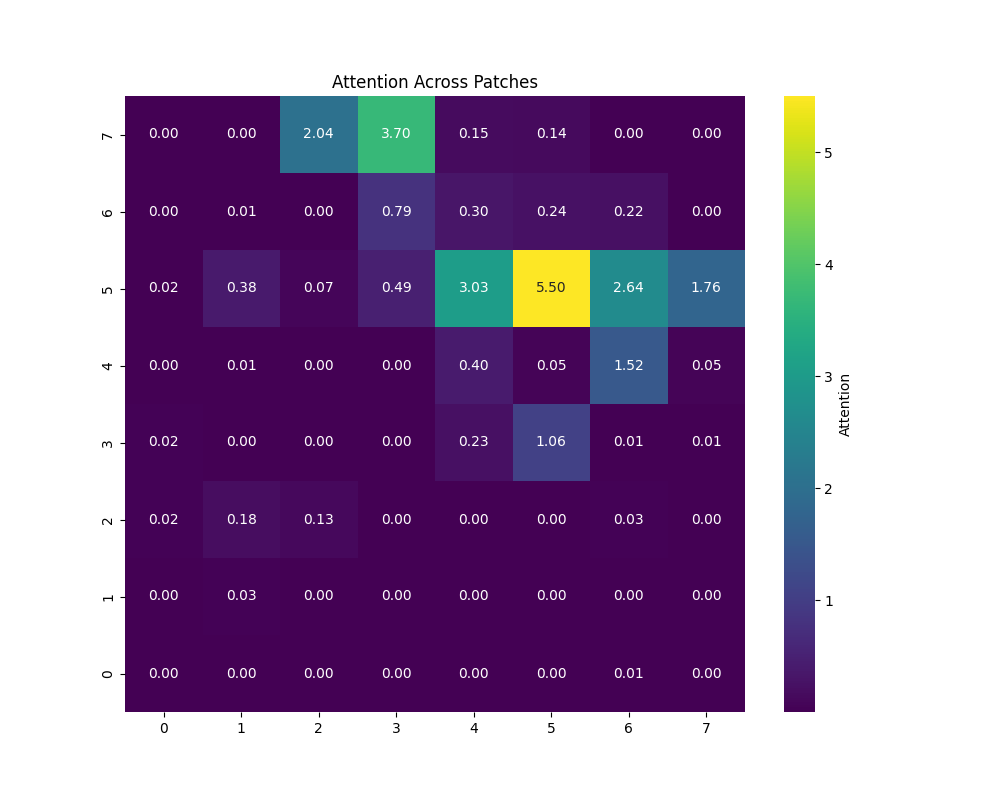 Attention Across Patches
7 0.00 0.00 2.04 3.70 0.15 0.14 0.00 0.00
6 0.00 0.01 0.00 0.79 0.30 0.24 0.22 0.00
5 0.02 0.38 0.07 0.49 3.03 5.50 2.64 1.76
4 0.00 0.01 0.00 0.00 0.40 0.05 1.52 0.05
3 0.02 0.00 0.00 0.00 0.23 1.06 0.01 0.01
2 0.02 0.18 0.13 0.00 0.00 0.00 0.03 0.00
1 0.00 0.03 0.00 0.00 0.00 0.00 0.00 0.00
0 0.00 0.00 0.00 0.00 0.00 0.00 0.01 0.00
0 1 2 3 4 5 6 7
5
4
3
2
1
Attention